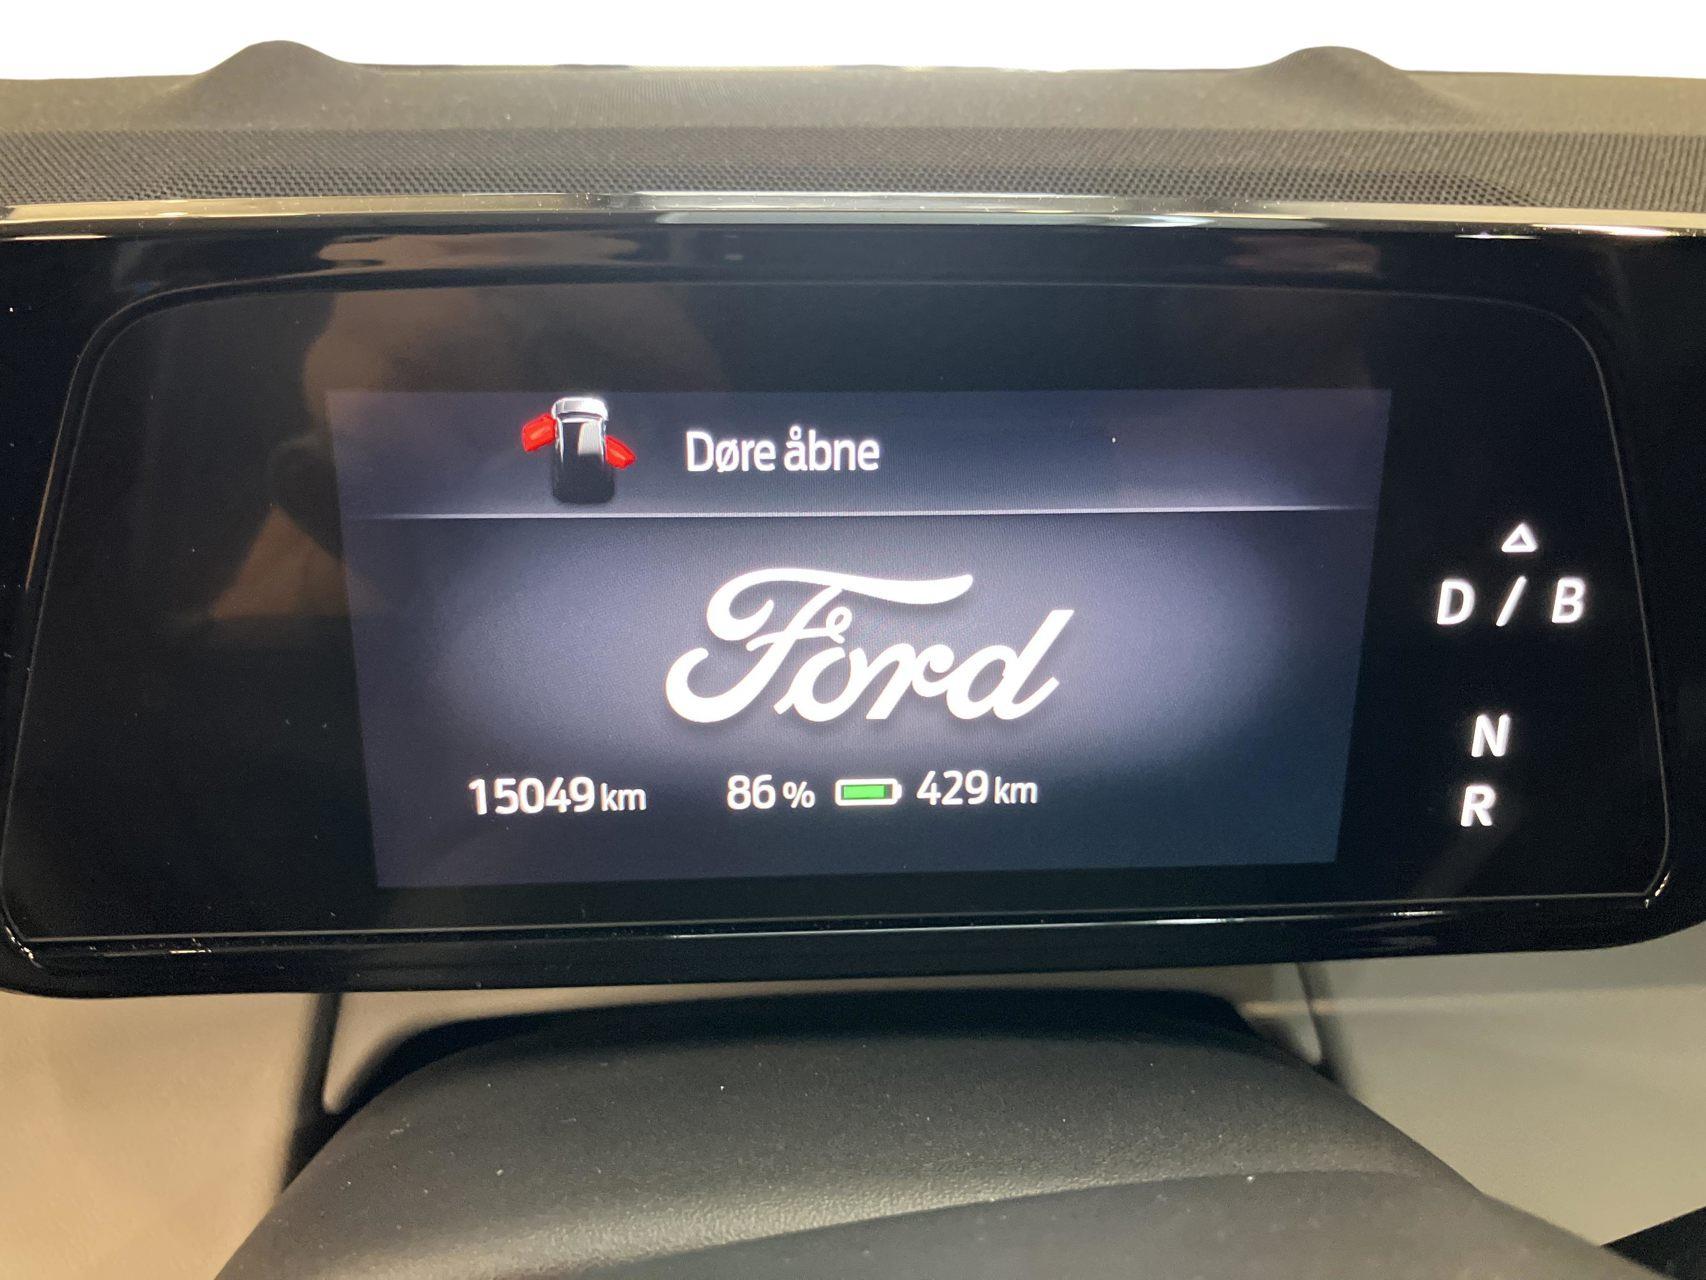 Døre åbne
Ford
15049 km 86 % 429 km
D / B
N
R